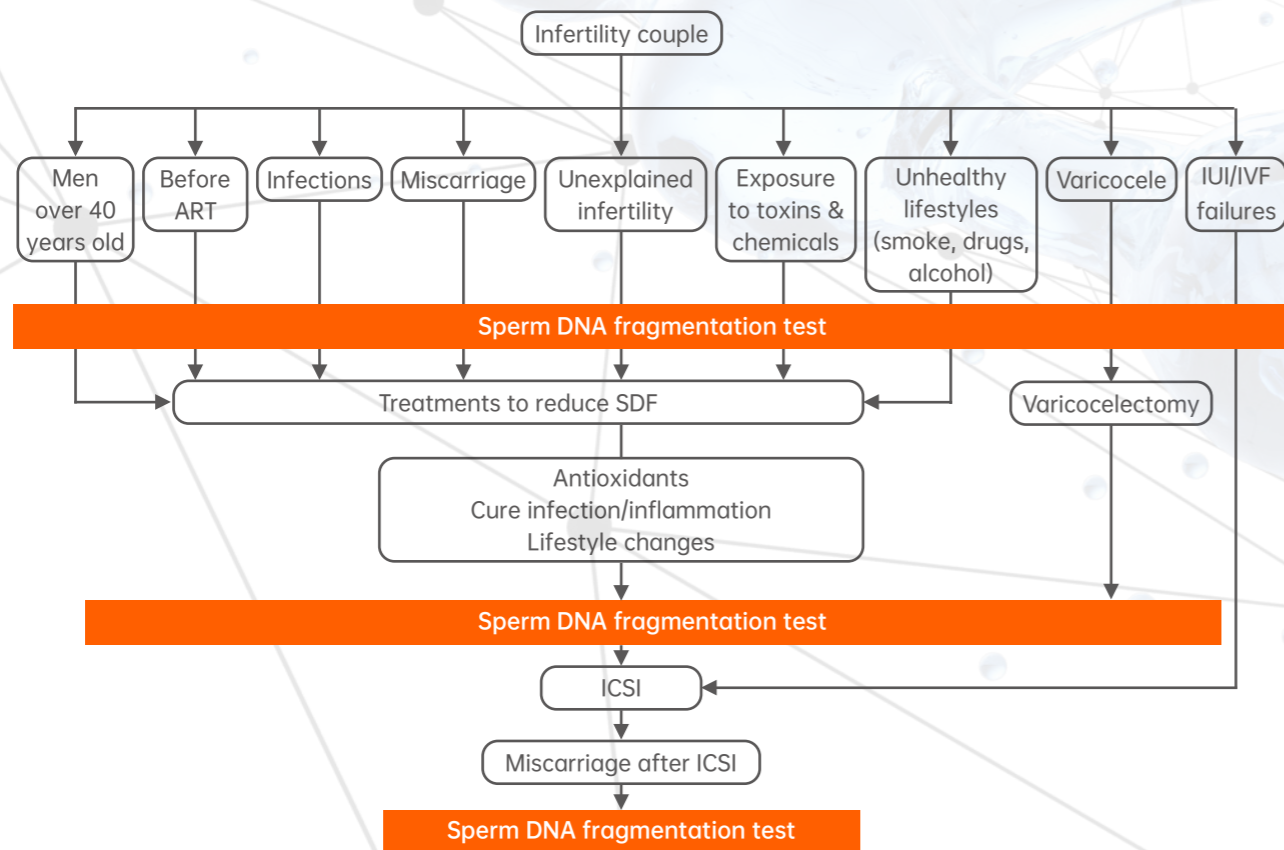 Infertility couple
Men
over 40
years old
Before
ART
Infections
Miscarriage
Unexplained
infertility
Exposure
to toxins &
chemicals
Unhealthy
lifestyles
(smoke, drugs,
alcohol)
Varicocele
IUI/IVF
failures
Sperm DNA fragmentation test
Treatments to reduce SDF
Varicocelectomy
Antioxidants
Cure infection/inflammation
Lifestyle changes
Sperm DNA fragmentation test
ICSI
Miscarriage after ICSI
Sperm DNA fragmentation test